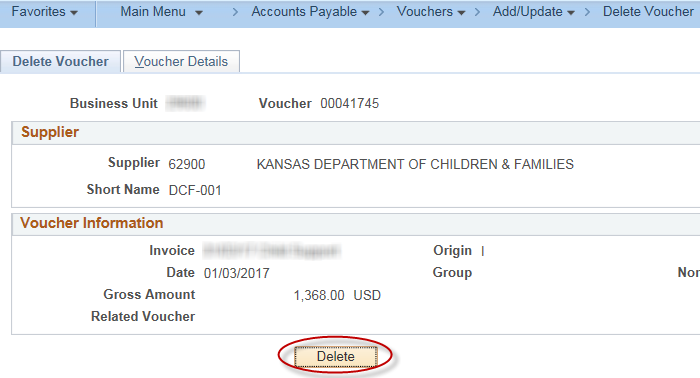 Favorites Main Menu > Accounts Payable > Vouchers > Add/Update > Delete Voucher
Delete Voucher Voucher Details
Business Unit Voucher 00041745
Supplier
Supplier 62900 KANSAS DEPARTMENT OF CHILDREN & FAMILIES
Short Name DCF-001
Voucher Information
Invoice Origin I
Date 01/03/2017 Group Nor
Gross Amount 1,368.00 USD
Related Voucher
Delete